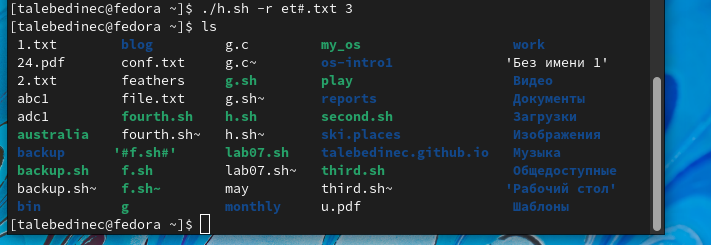 [talebedinec@fedora ~]$ ./h.sh -r et#.txt 3
[talebedinec@fedora ~]$ ls
1.txt blog g.c my_os work
24.pdf conf.txt g.c~ os-intro1 'Без имени 1'
2.txt feathers g.sh play Видео
abc1 file.txt g.sh~ reports Документы
adc1 fourth.sh h.sh second.sh Загрузки
australia fourth.sh~ h.sh~ ski.places Изображения
backup '#f.sh#' lab07.sh talebedinec.github.io Музыка
backup.sh f.sh lab07.sh~ third.sh Общедоступные
backup.sh~ f.sh~ may third.sh~ 'Рабочий стол'
bin g monthly u.pdf Шаблоны
[talebedinec@fedora ~]$